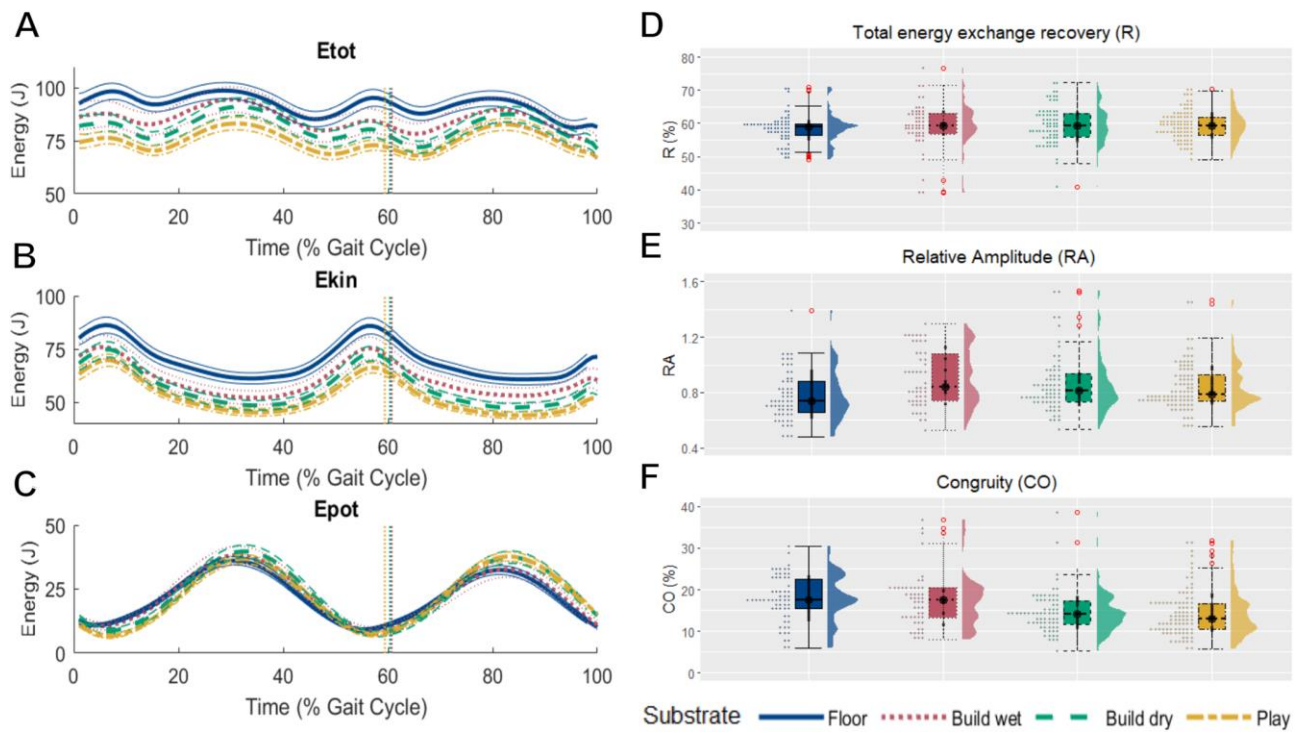 A
Etot
Energy (J)
100
75
50
0 20 40 60 80 100
Time (% Gait Cycle)
B
Ekin
Energy (J)
100
75
50
0 20 40 60 80 100
Time (% Gait Cycle)
C
Epot
Energy (J)
50
25
0
0 20 40 60 80 100
Time (% Gait Cycle)
D
Total energy exchange recovery (R)
R (%)
80
70
60
50
40
30
E
Relative Amplitude (RA)
RA
1.6
1.2
0.8
0.4
F
Congruity (CO)
CO (%)
40
30
20
10
0
Substrate Floor Build wet Build dry Play